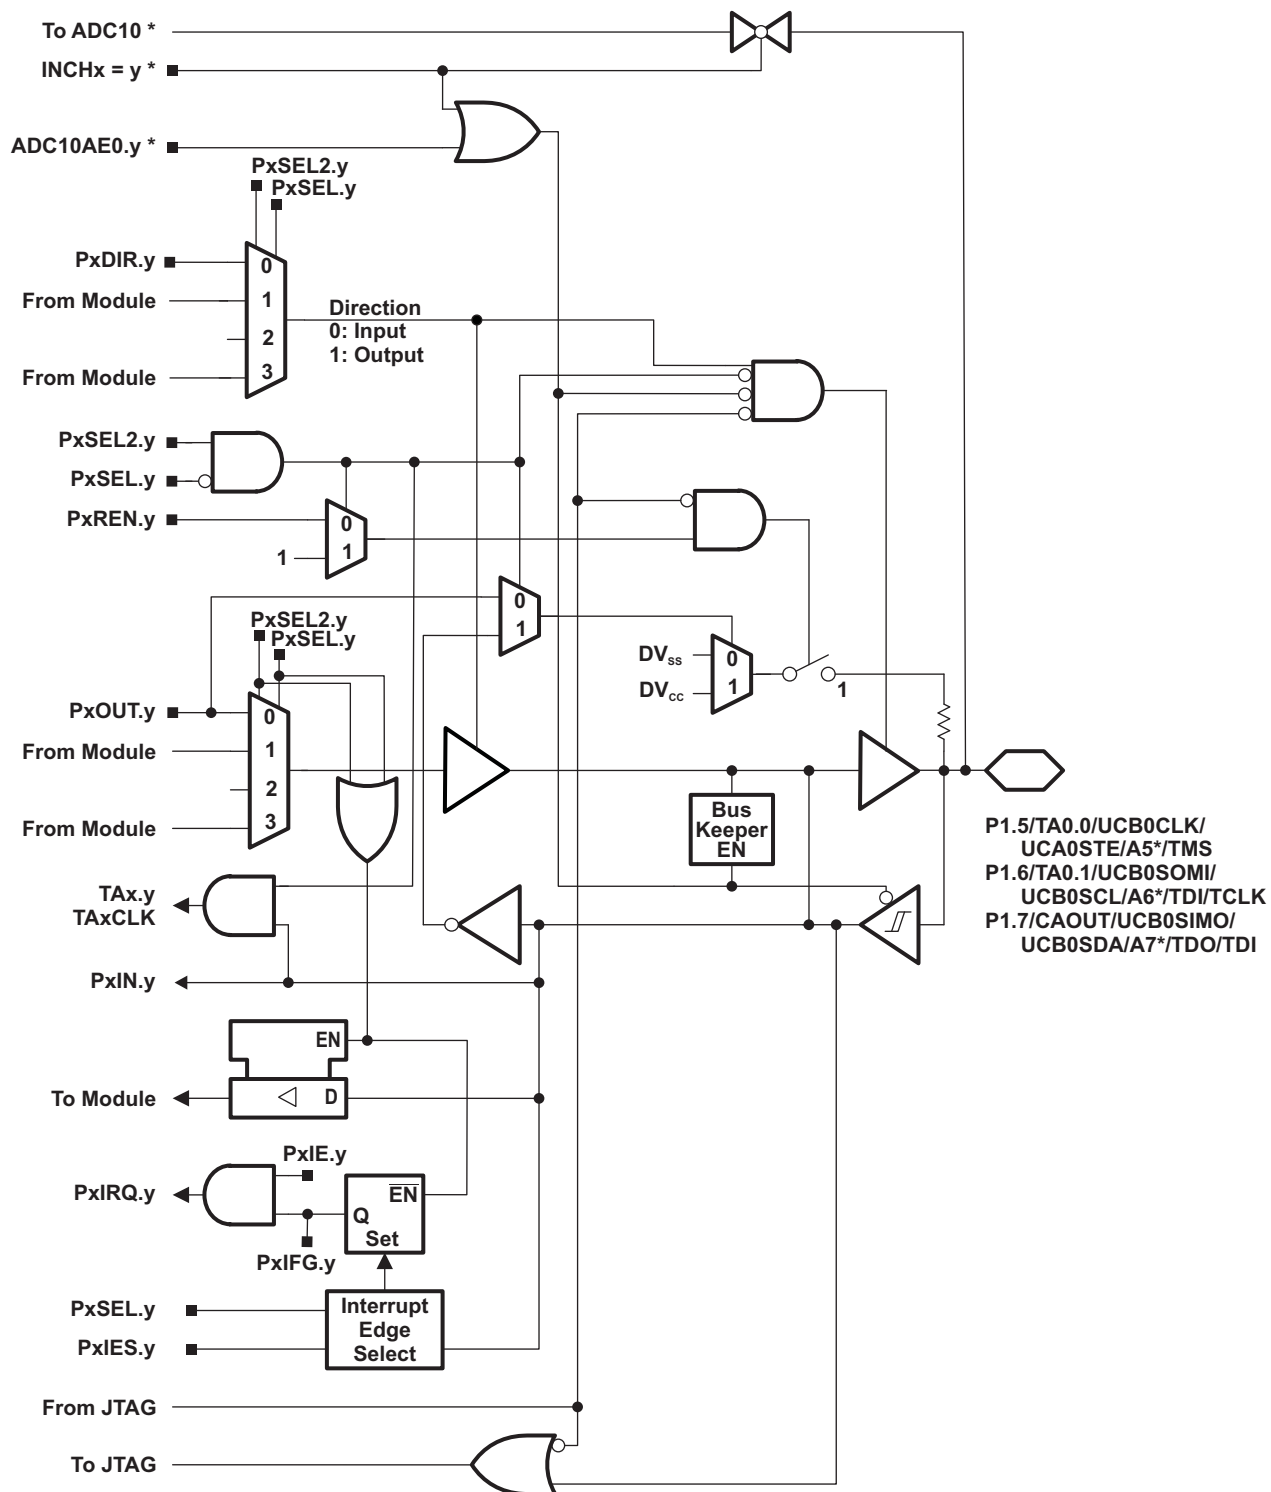 To ADC10 *
INCHx = y *
ADC10AE0.y *
PxSEL2.y
PxSEL.y
PxDIR.y
0
From Module
1
2
From Module
3
Direction
0: Input
1: Output
PxSEL2.y
PxSEL.y
PxREN.y
0
1
1
0
1
PxSEL2.y
PxSEL.y
DVSS
0
DVCC
1
1
PxOUT.y
0
From Module
1
2
From Module
3
Bus
Keeper
EN
P1.5/TA0.0/UCB0CLK/
UCA0STE/A5*/TMS
P1.6/TA0.1/UCB0SOMI/
UCB0SCL/A6*/TDI/TCLK
P1.7/CAOUT/UCB0SIMO/
UCB0SDA/A7*/TDO/TDI
TAx.y
TAxCLK
PxIN.y
EN
To Module
D
PxIE.y
PxIRQ.y
EN
Q
Set
PxIFG.y
PxSEL.y
PxIES.y
Interrupt
Edge
Select
From JTAG
To JTAG